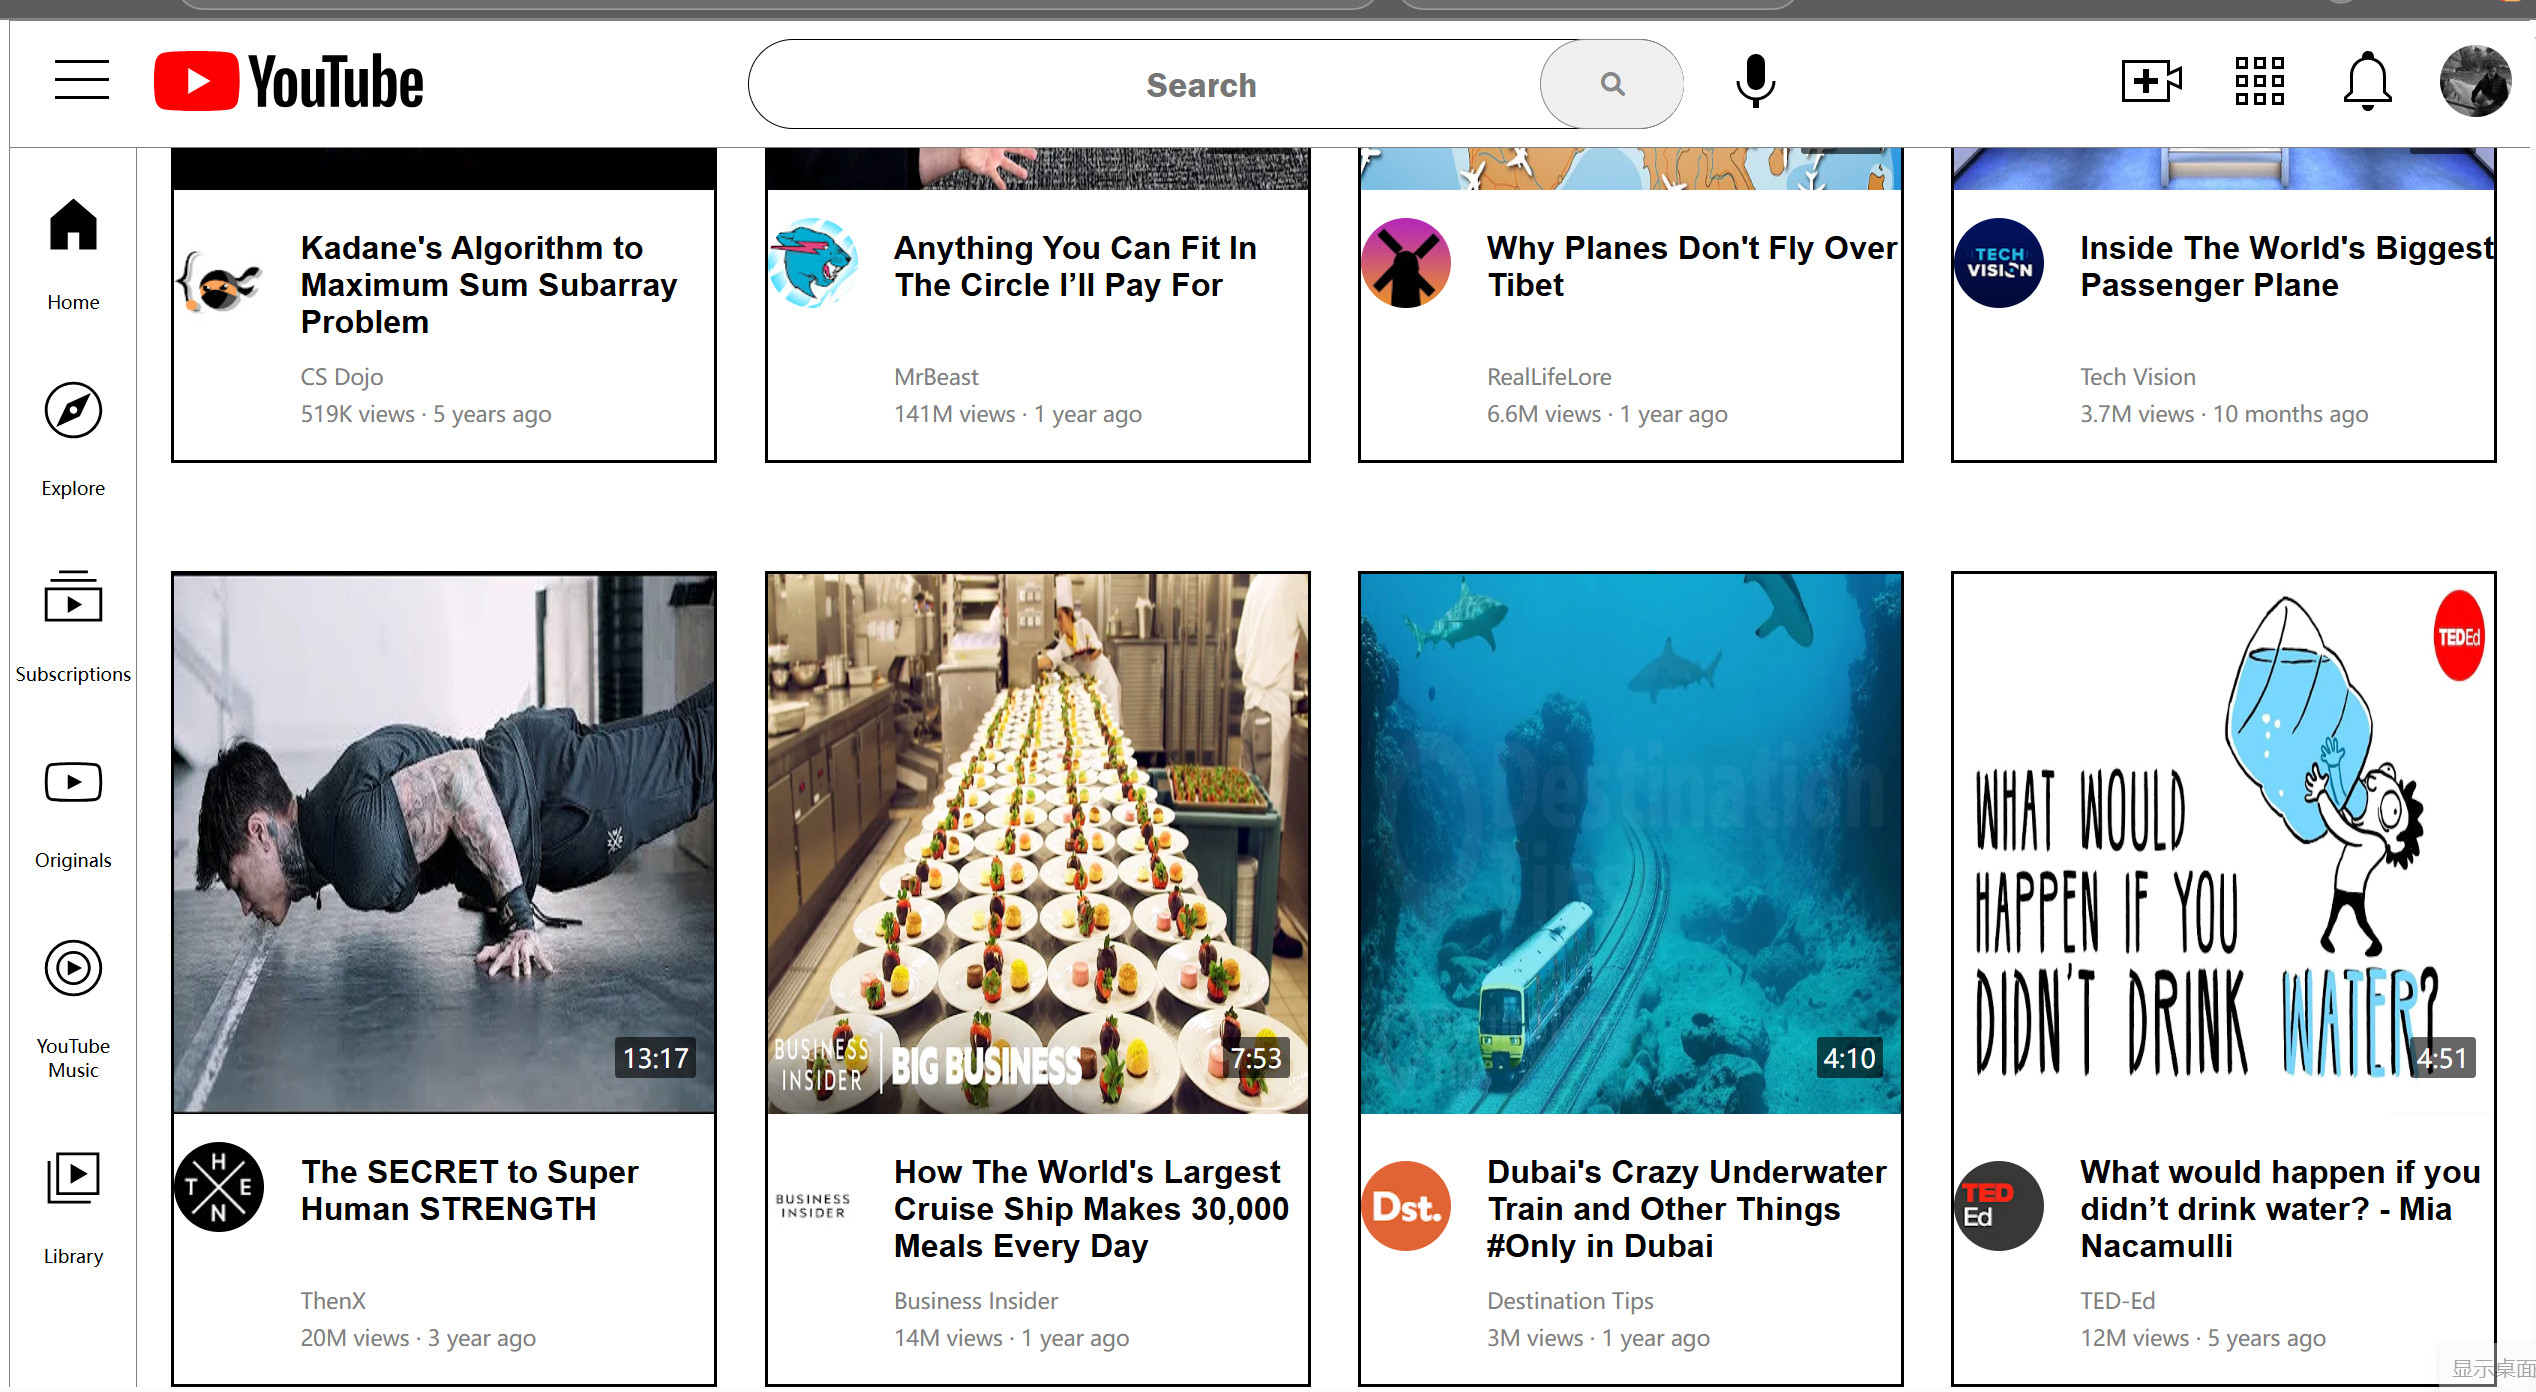 YouTube
Search
Home
Explore
Subscriptions
Originals
YouTube
Music
Library
Kadane's Algorithm to
Maximum Sum Subarray
Problem
CS Dojo
519K views · 5 years ago
Anything You Can Fit In
The Circle I’ll Pay For
MrBeast
141M views · 1 year ago
Why Planes Don't Fly Over
Tibet
RealLifeLore
6.6M views · 1 year ago
TECH
VISION
Inside The World's Biggest
Passenger Plane
Tech Vision
3.7M views · 10 months ago
13:17
BUSINESS
INSIDER
BIG BUSINESS
7:53
Destination
4:10
TEDEd
WHAT WOULD
HAPPEN IF YOU
DIDN'T DRINK WATER?
4:51
H
T E
N
The SECRET to Super
Human STRENGTH
ThenX
20M views · 3 year ago
BUSINESS
INSIDER
How The World's Largest
Cruise Ship Makes 30,000
Meals Every Day
Business Insider
14M views · 1 year ago
Dst.
Dubai's Crazy Underwater
Train and Other Things
#Only in Dubai
Destination Tips
3M views · 1 year ago
TED
Ed
What would happen if you
didn’t drink water? - Mia
Nacamulli
TED-Ed
12M views · 5 years ago
显示桌面